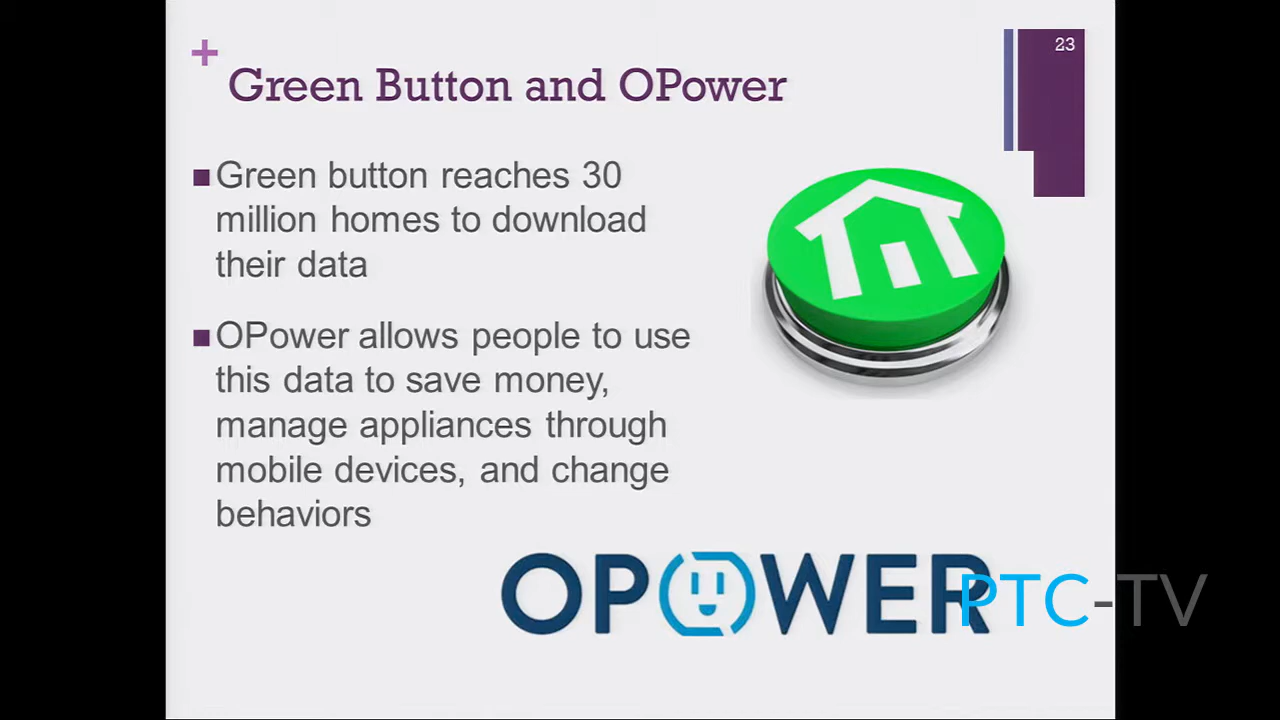 23
+
Green Button and OPower
Green button reaches 30
million homes to download
their data
OPower allows people to use
this data to save money,
manage appliances through
mobile devices, and change
behaviors
OPOWER
PTC-TV